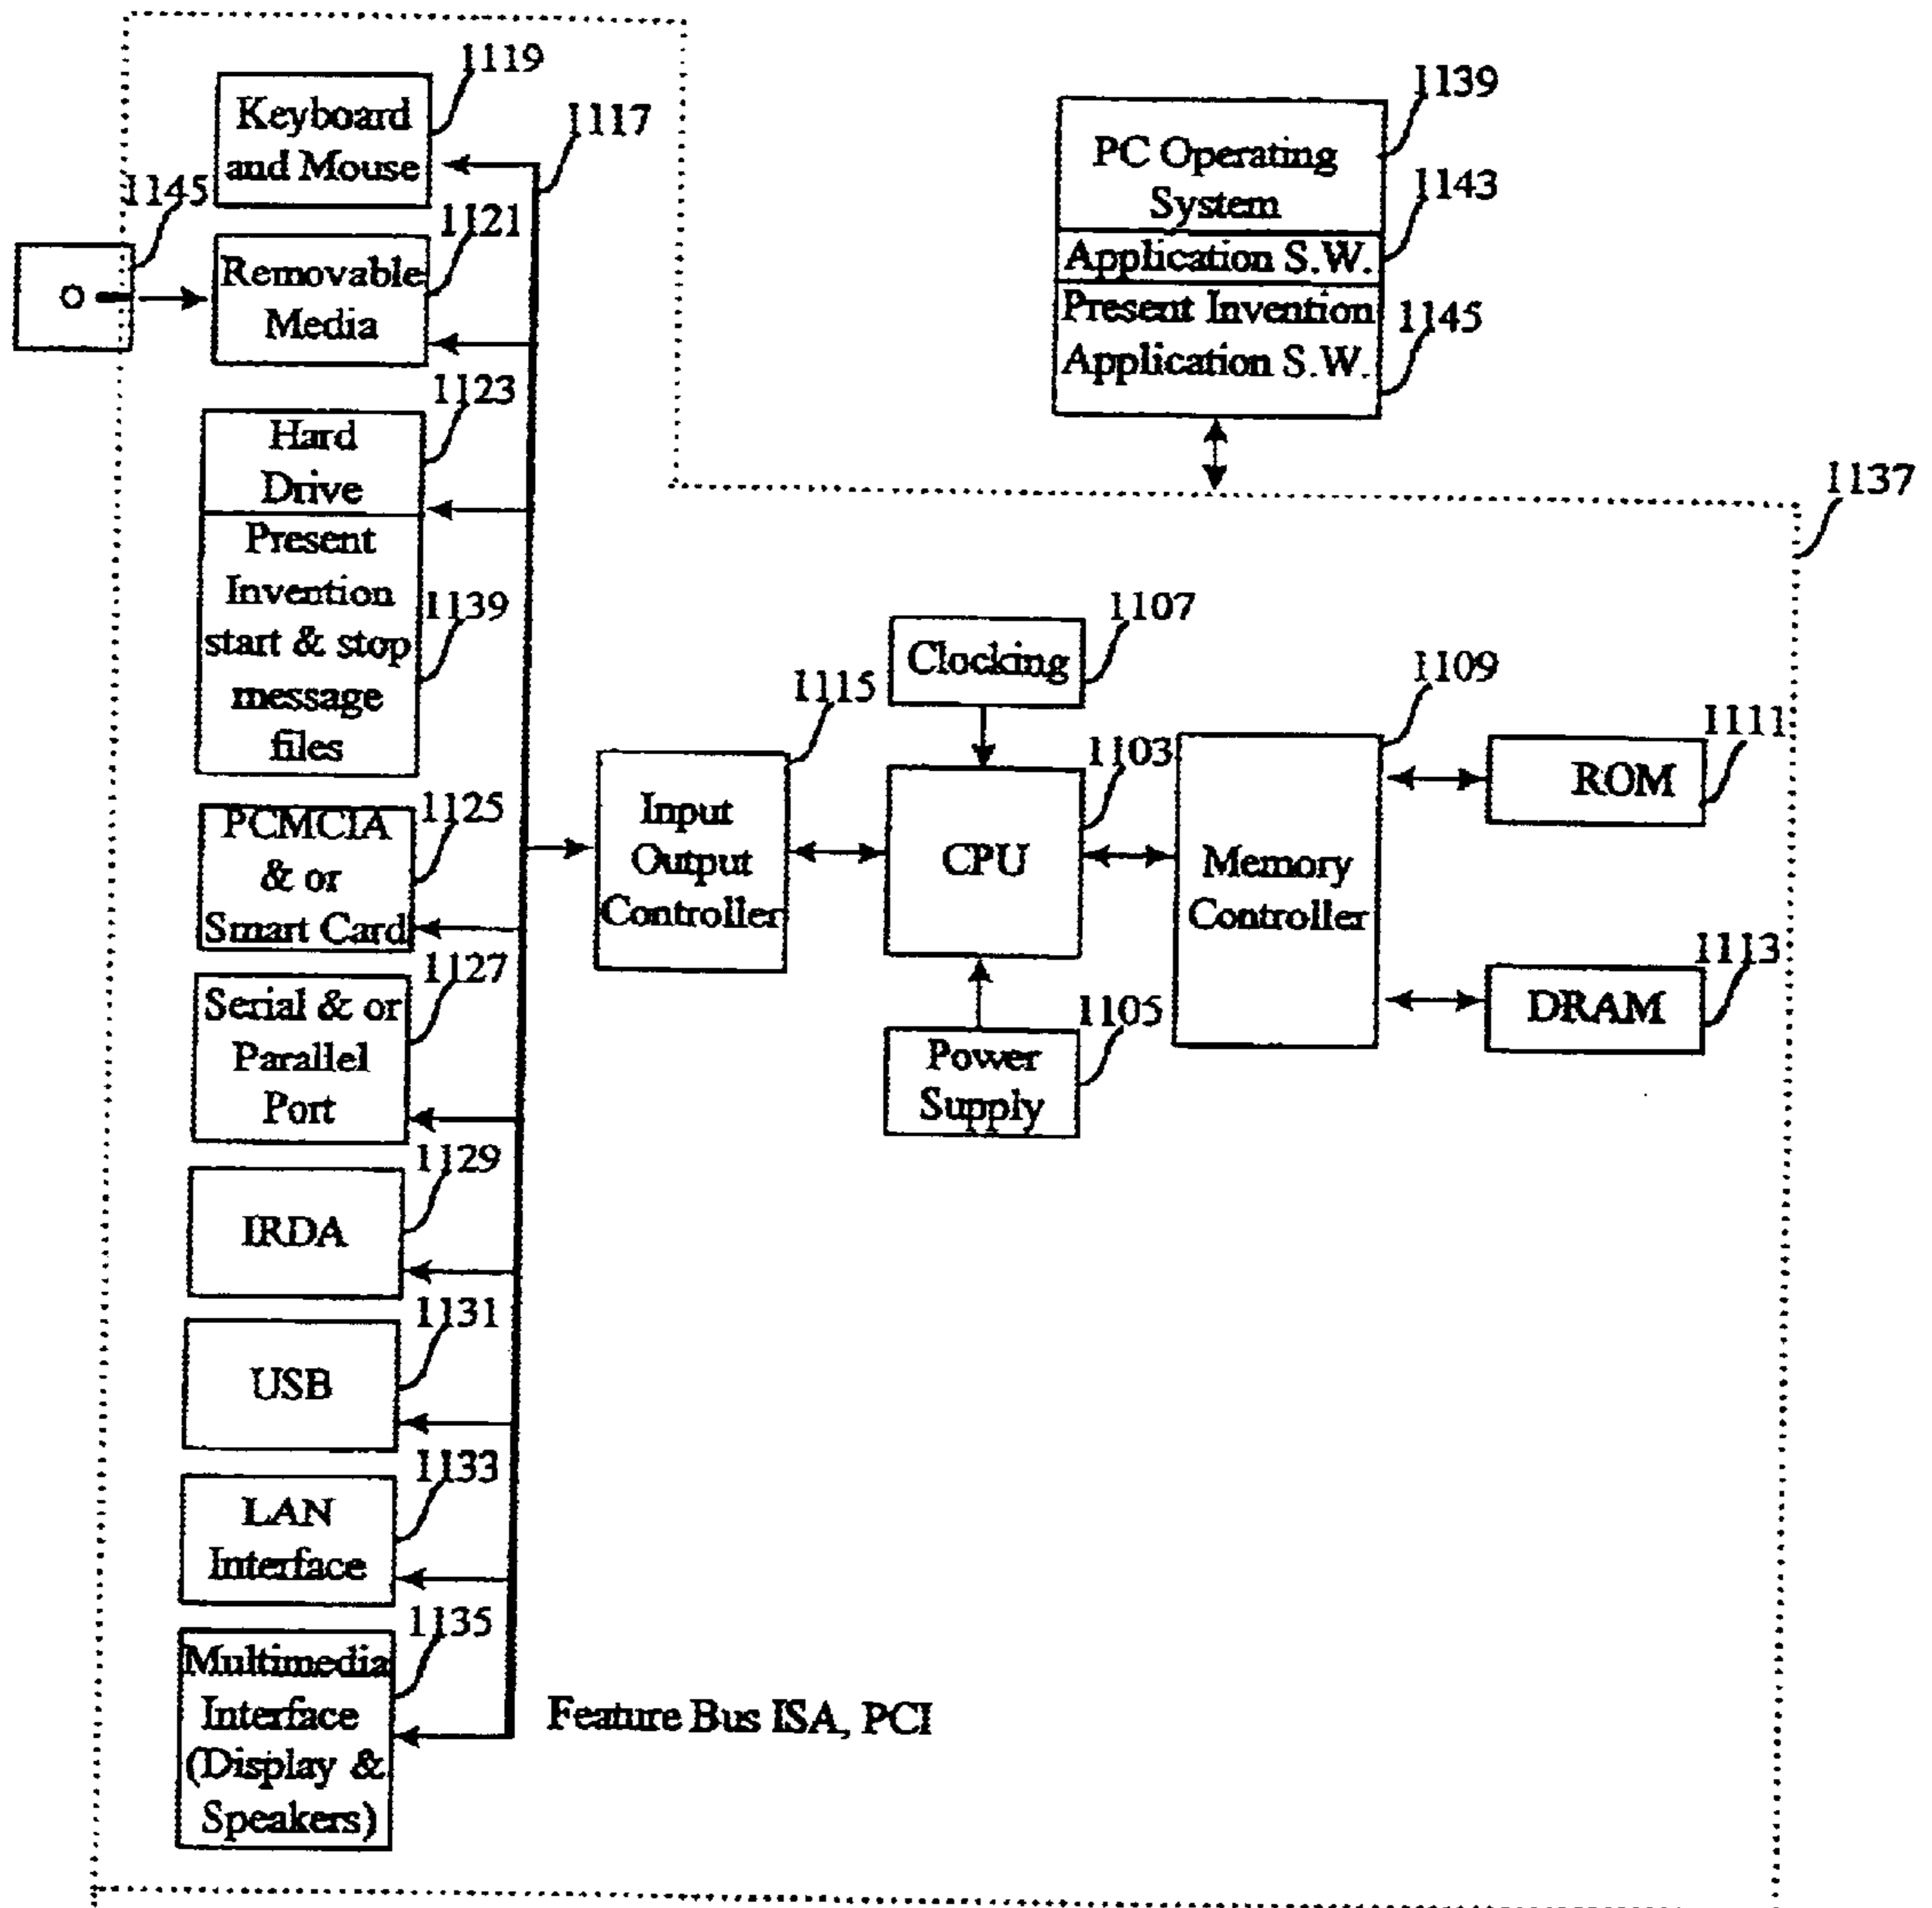 1119
Keyboard
and Mouse
1117
1145
1121
Removable
Media
1123
Hard
Drive
Present
Invention
start & stop
message
files
1139
1125
PCMCIA
& or
Smart Card
1127
Serial & or
Parallel
Port
1129
IRDA
1131
USB
1133
LAN
Interface
1135
Multimedia
Interface
(Display &
Speakers)
Feature Bus ISA, PCI
1139
PC Operating
System
1143
Application S.W.
Present Invention
Application S.W.
1145
1137
1107
Clocking
1115
Input
Output
Controller
1103
CPU
1105
Power
Supply
1109
Memory
Controller
1111
ROM
1113
DRAM